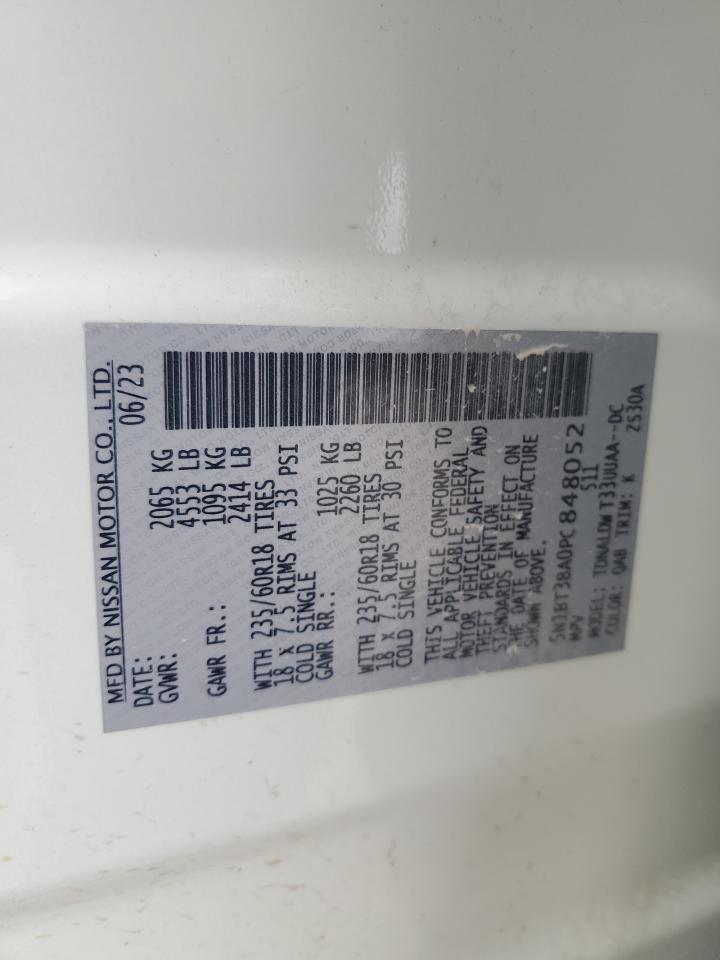 MFD BY NISSAN MOTOR CO., LTD.
DATE: 06/23
GVWR: 2065 KG
4553 LB
GAWR FR.: 1095 KG
2414 LB
WITH 235/60R18 TIRES
18 x 7.5 RIMS AT 33 PSI
COLD SINGLE
GAWR RR.: 1025 KG
2260 LB
WITH 235/60R18 TIRES
18 x 7.5 RIMS AT 30 PSI
COLD SINGLE
THIS VEHICLE CONFORMS TO
ALL APPLICABLE FEDERAL
MOTOR VEHICLE SAFETY AND
THEFT PREVENTION
STANDARDS IN EFFECT ON
THE DATE OF MANUFACTURE
SHOWN ABOVE.
5N1BT3BA0PC848052
MPV 511
MODEL: TDNALDW T33UUAA--DC
COLOR: QAB TRIM: K Z530A